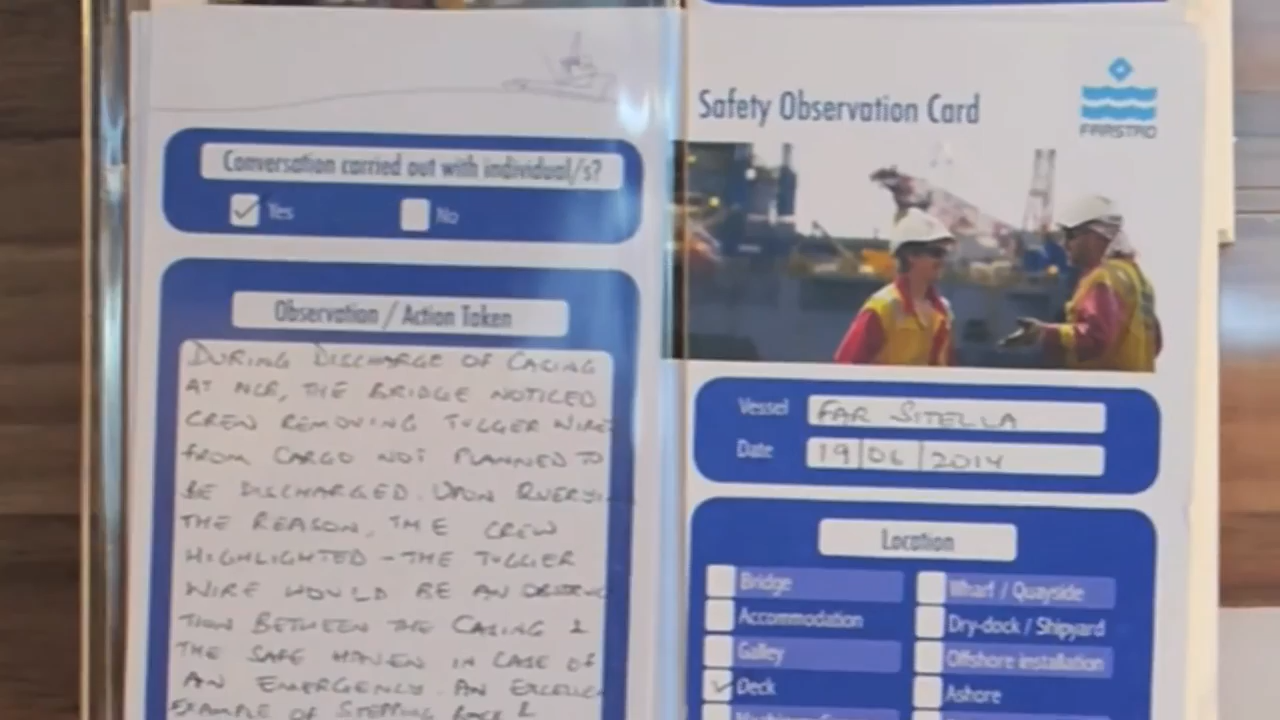 Conversation carried out with individual/s?
Yes No
Observation / Action Taken
DURING DISCHARGE OF CASING
AT NCR, THE BRIDGE NOTICED
CREW REMOVING TUGGER WIRE
FROM CARGO NOT PLANNED TO
BE DISCHARGED. UPON
THE REASON, THE CREW
HIGHLIGHTED - THE TUGGER
WIRE WOULD BE AN
TION BETWEEN THE CASING &
THE SAFE HAVEN IN CASE OF
AN EMERGENCY. AN
EXAMPLE OF STEPPING BACK &
Safety Observation Card
FARSTAD
Vessel FAR SITELLA
Date 19 06 2014
Location
Bridge
Accommodation
Galley
Deck
Wharf / Quayside
Dry-dock / Shipyard
Offshore installation
Ashore